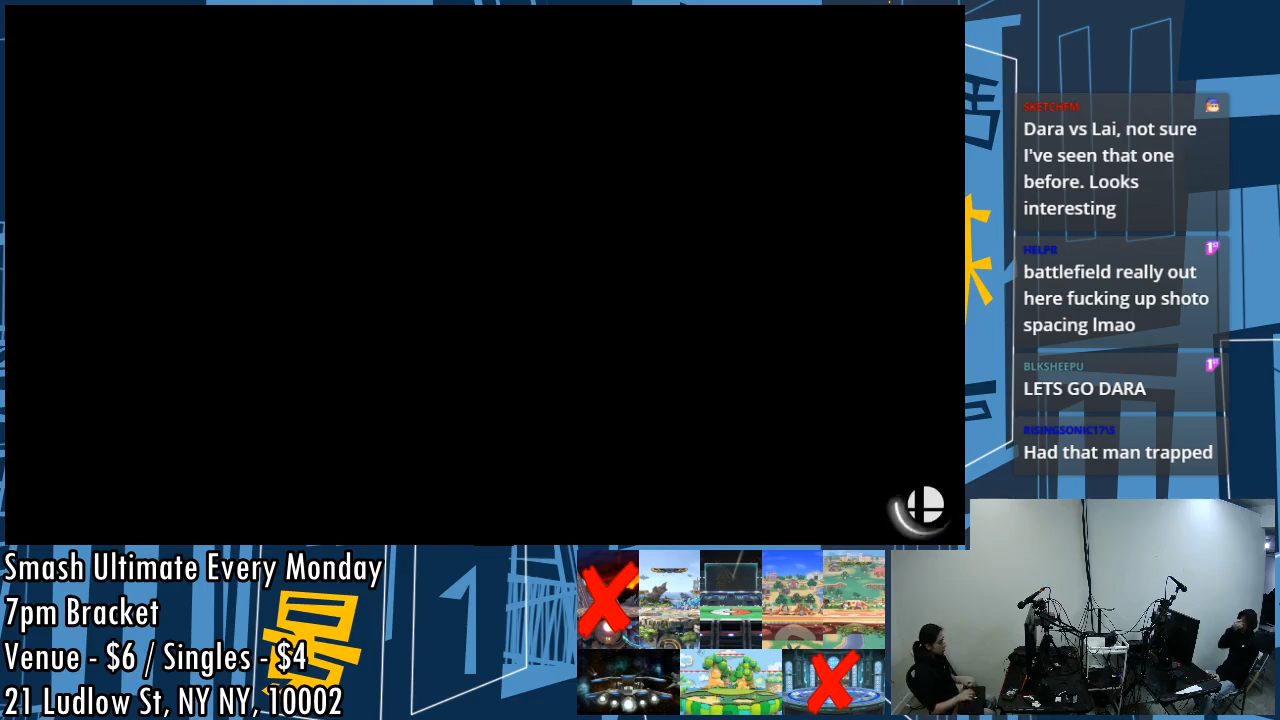 SKETCHFM
Dara vs Lai, not sure
I've seen that one
before. Looks
interesting
HELPR
battlefield really out
here fucking up shoto
spacing lmao
BLKSHEEPU
LETS GO DARA
RISINGSONIC17\S
Had that man trapped
Smash Ultimate Every Monday
7pm Bracket
Venue - $6 / Singles - $4
21 Ludlow St, NY NY, 10002